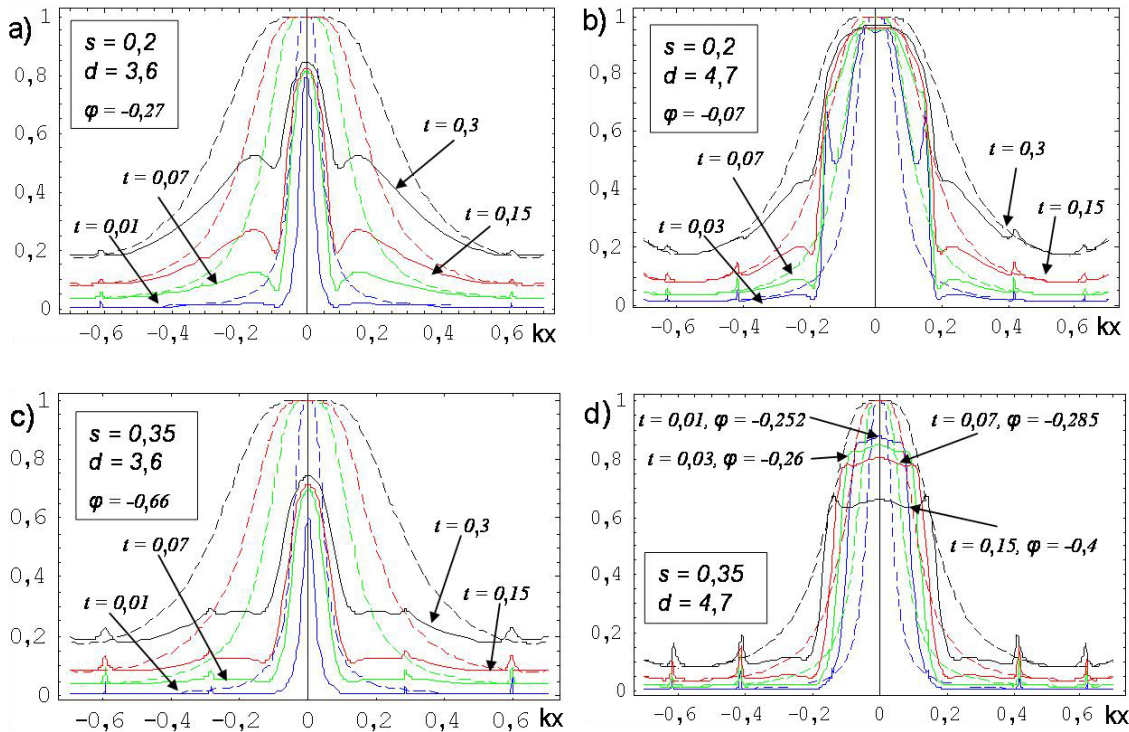 a)
1
0,8
0,6
0,4
0,2
0
s = 0,2
d = 3,6
φ = -0,27
t = 0,3
t = 0,07
t = 0,01
t = 0,15
-0,6 -0,4 -0,2 0 0,2 0,4 0,6 kx
b)
1
0,8
0,6
0,4
0,2
0
s = 0,2
d = 4,7
φ = -0,07
t = 0,07
t = 0,03
t = 0,3
t = 0,15
-0,6 -0,4 -0,2 0 0,2 0,4 0,6 kx
c)
1
0,8
0,6
0,4
0,2
0
s = 0,35
d = 3,6
φ = -0,66
t = 0,07
t = 0,01
t = 0,3
t = 0,15
-0,6 -0,4 -0,2 0 0,2 0,4 0,6 kx
d)
1
0,8
0,6
0,4
0,2
0
t = 0,01, φ = -0,252
t = 0,07, φ = -0,285
t = 0,03, φ = -0,26
t = 0,15, φ = -0,4
s = 0,35
d = 4,7
-0,6 -0,4 -0,2 0 0,2 0,4 0,6 kx